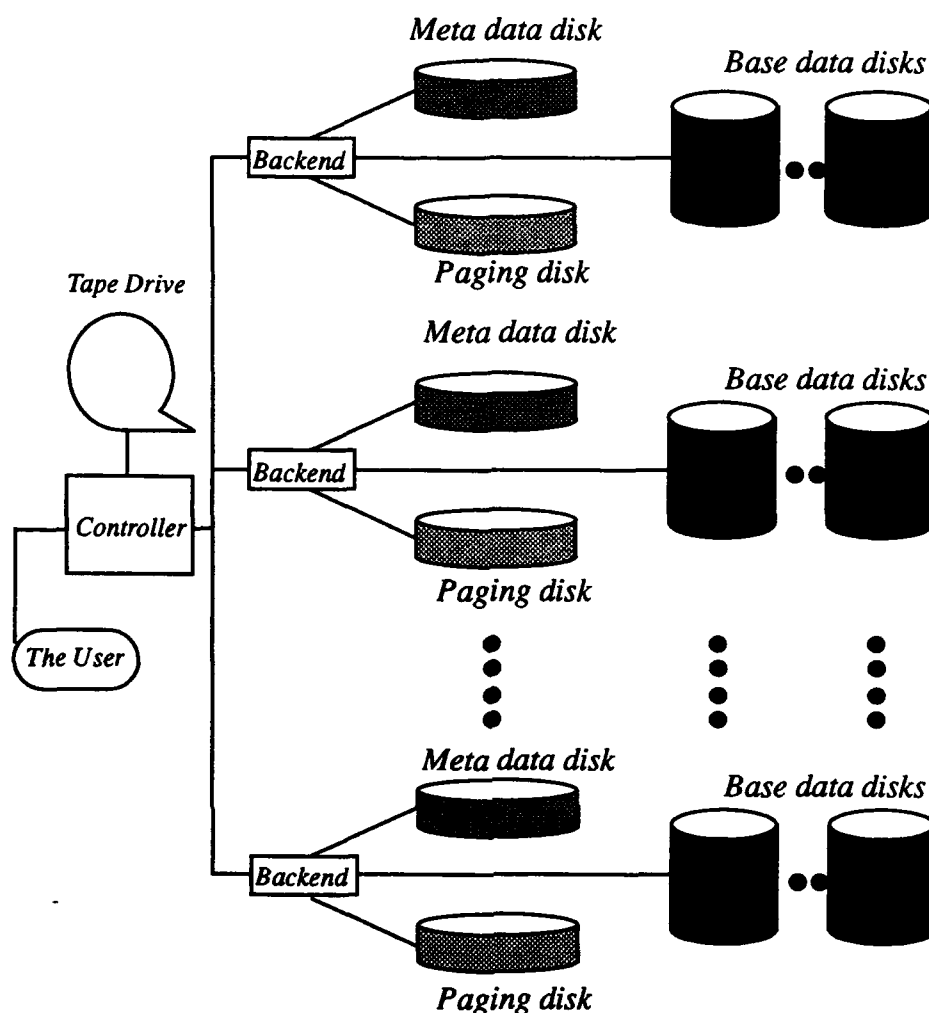 Meta data disk
Base data disks
Backend
Paging disk
Tape Drive
Meta data disk
Base data disks
Backend
Controller
Paging disk
The User
Meta data disk
Base data disks
Backend
Paging disk